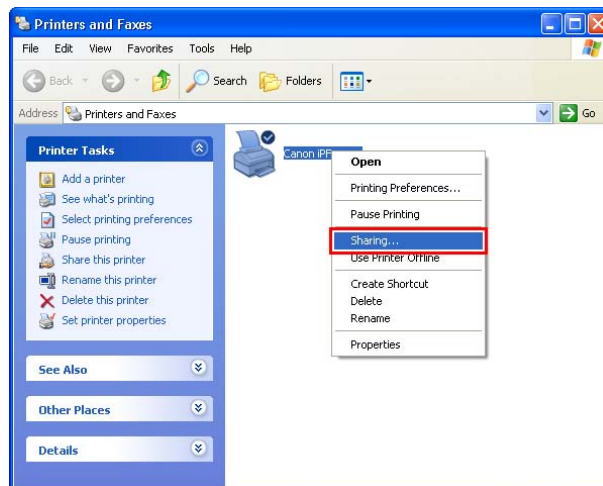 Printers and Faxes
File Edit View Favorites Tools Help
Back Search Folders
Address Printers and Faxes Go
Printer Tasks
Add a printer
See what's printing
Select printing preferences
Pause printing
Share this printer
Rename this printer
Delete this printer
Set printer properties
See Also
Other Places
Details
Canon iPF
Open
Printing Preferences...
Pause Printing
Sharing...
Use Printer Offline
Create Shortcut
Delete
Rename
Properties